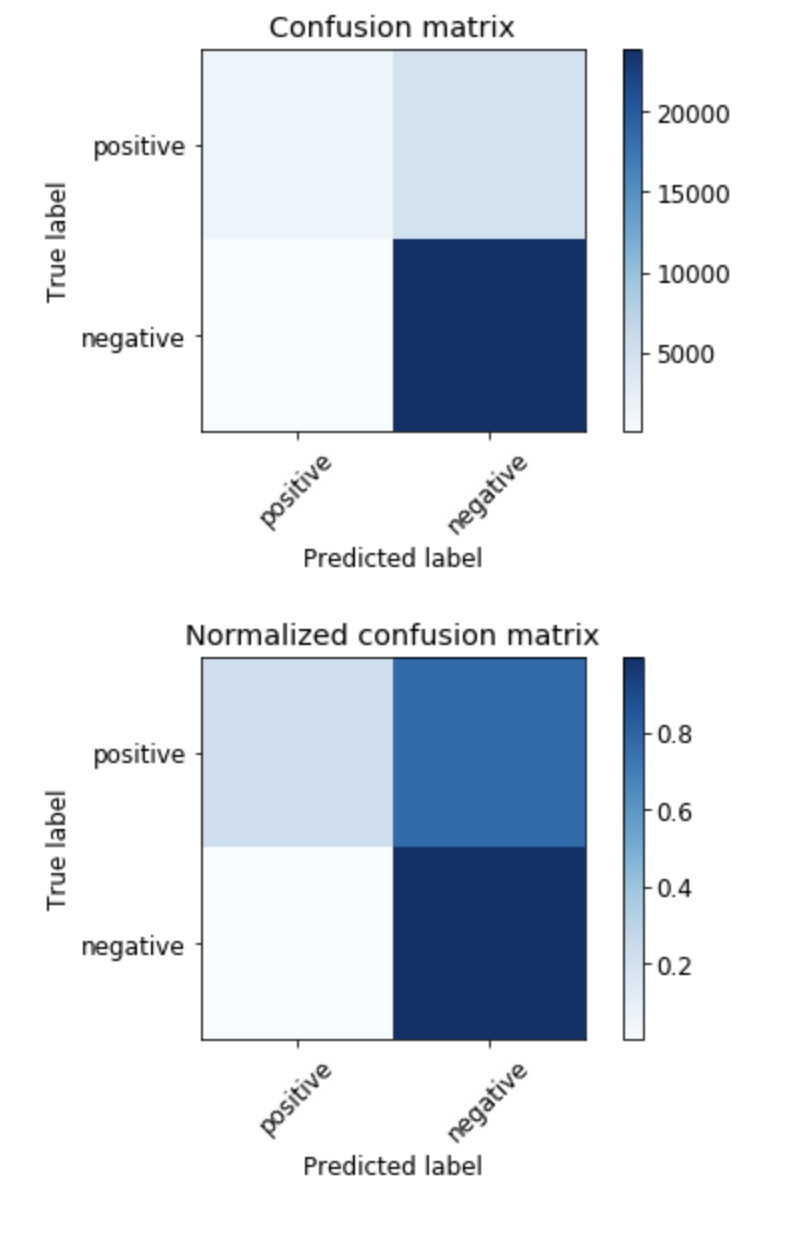 Confusion matrix
True label
positive
negative
positive
negative
Predicted label
20000
15000
10000
5000
Normalized confusion matrix
True label
positive
negative
positive
negative
Predicted label
0.8
0.6
0.4
0.2